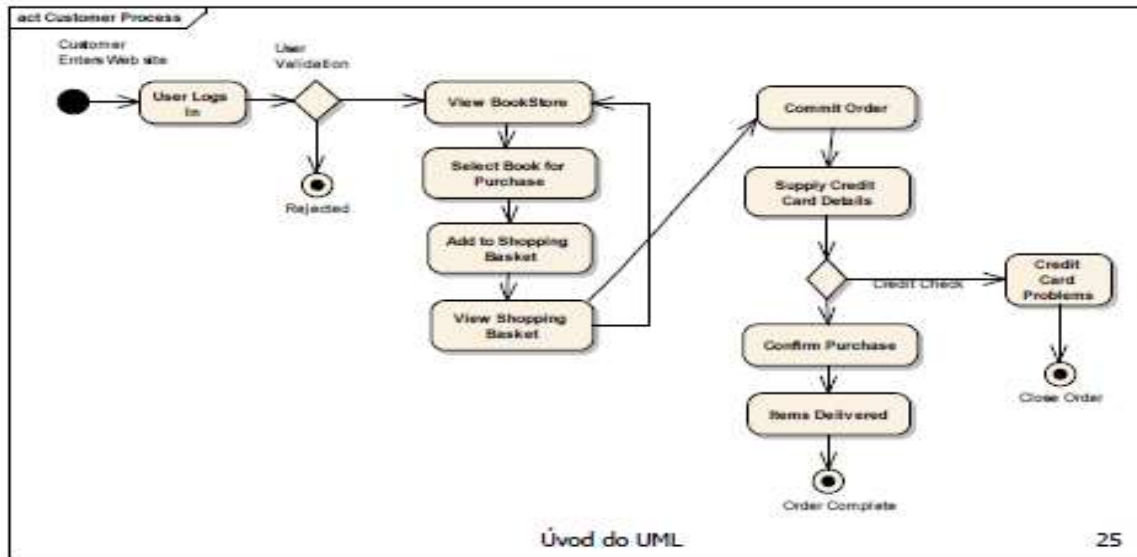 act Customer Process
Customer
Enters Web site
User
Validation
User Logs
In
View BookStore
Commit Order
Select Book for
Purchase
Supply Credit
Card Details
Rejected
Add to Shopping
Basket
Credit
Card
Problems
Credit Check
View Shopping
Basket
Confirm Purchase
Close Order
Items Delivered
Order Complete
Úvod do UML
25